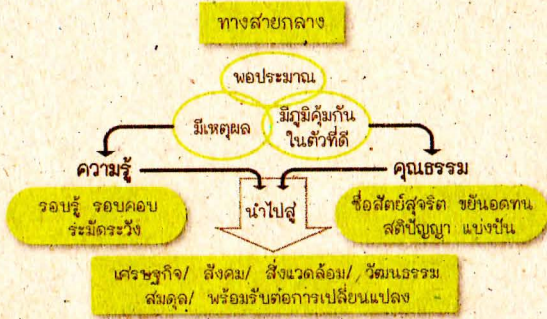 ทางสายกลาง
พอประมาณ
มีเหตุผล
มีภูมิคุ้มกัน
ในตัวที่ดี
ความรู้
คุณธรรม
รอบรู้ รอบคอบ
ระมัดระวัง
นำไปสู่
ซื่อสัตย์สุจริต ขยันอดทน
สติปัญญา แบ่งปัน
เศรษฐกิจ/ สังคม/ สิ่งแวดล้อม/ วัฒนธรรม
สมดุล/ พร้อมรับต่อการเปลี่ยนแปลง